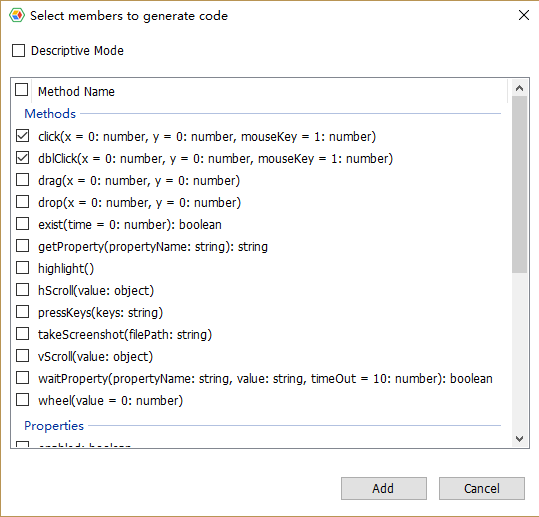 Select members to generate code
Descriptive Mode
Method Name
Methods
click(x = 0: number, y = 0: number, mouseKey = 1: number)
dblClick(x = 0: number, y = 0: number, mouseKey = 1: number)
drag(x = 0: number, y = 0: number)
drop(x = 0: number, y = 0: number)
exist(time = 0: number): boolean
getProperty(propertyName: string): string
highlight()
hScroll(value: object)
pressKeys(keys: string)
takeScreenshot(filePath: string)
vScroll(value: object)
waitProperty(propertyName: string, value: string, timeOut = 10: number): boolean
wheel(value = 0: number)
Properties
enabled: boolean
Add Cancel